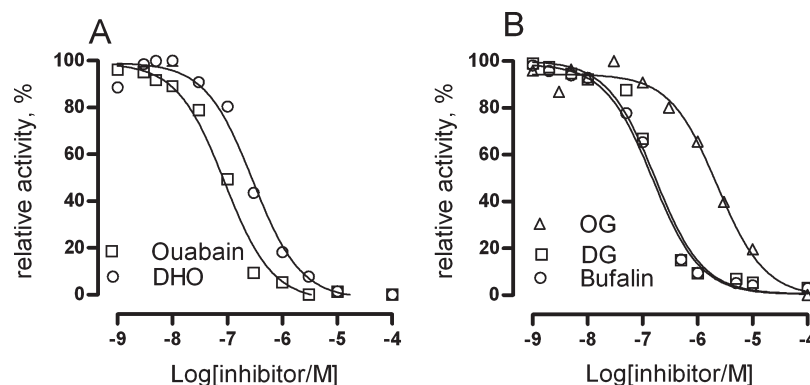 A
relative activity, %
100
80
60
40
20
0
Ouabain
DHO
-9 -8 -7 -6 -5 -4
Log[inhibitor/M]
B
relative activity, %
100
80
60
40
20
0
OG
DG
Bufalin
-9 -8 -7 -6 -5 -4
Log[inhibitor/M]